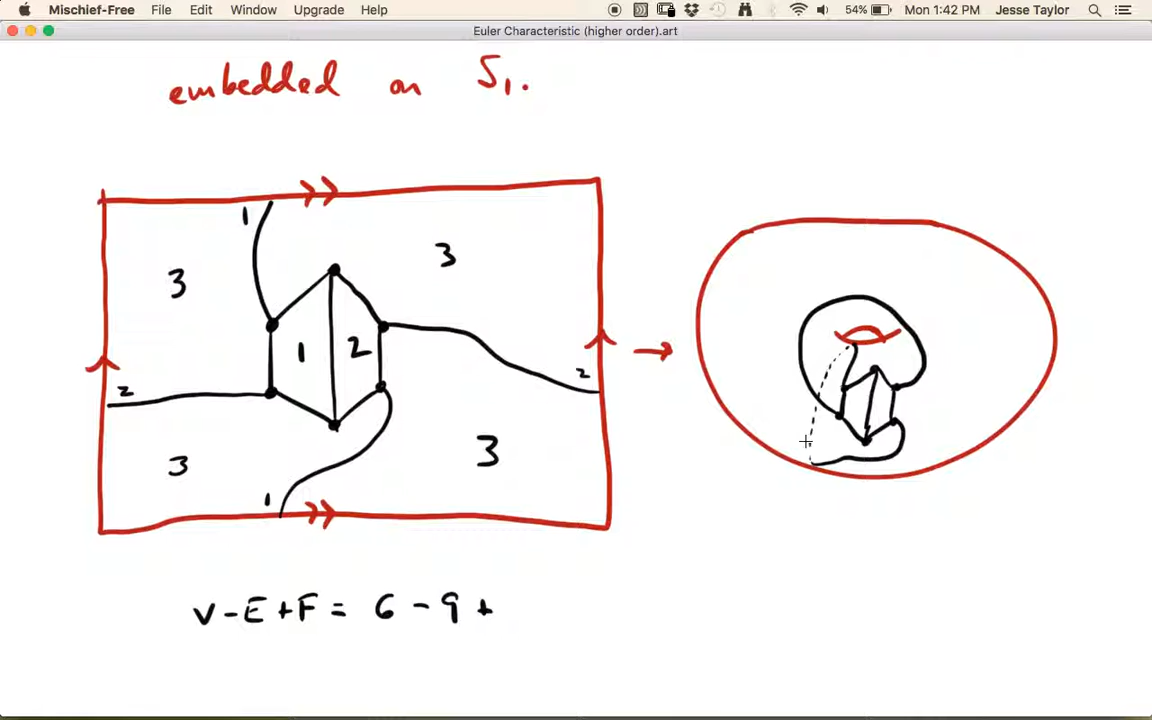 Mischief-Free File Edit Window Upgrade Help 54% Mon 1:42 PM Jesse Taylor
Euler Characteristic (higher order).art
embedded on S₁.
1
3 3
1 2
2 2
3 3
1
V - E + F = 6 - 9 +